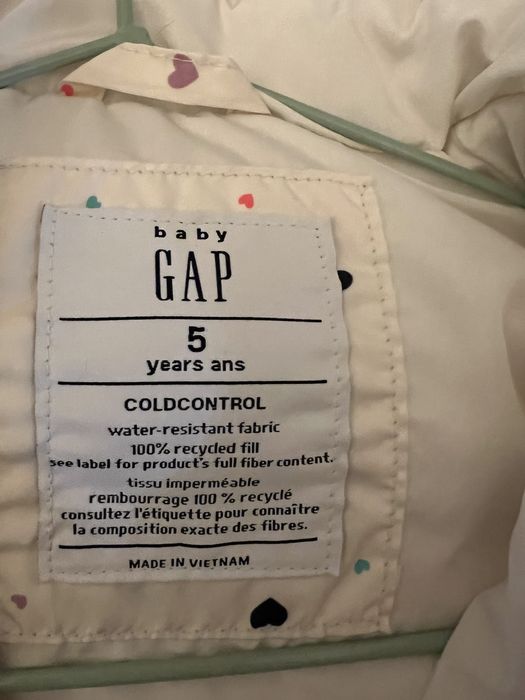 baby
GAP
5
years ans
COLDCONTROL
water-resistant fabric
100% recycled fill
see label for product's full fiber content.
tissu imperméable
rembourrage 100 % recyclé
consultez l'étiquette pour connaître
la composition exacte des fibres.
MADE IN VIETNAM